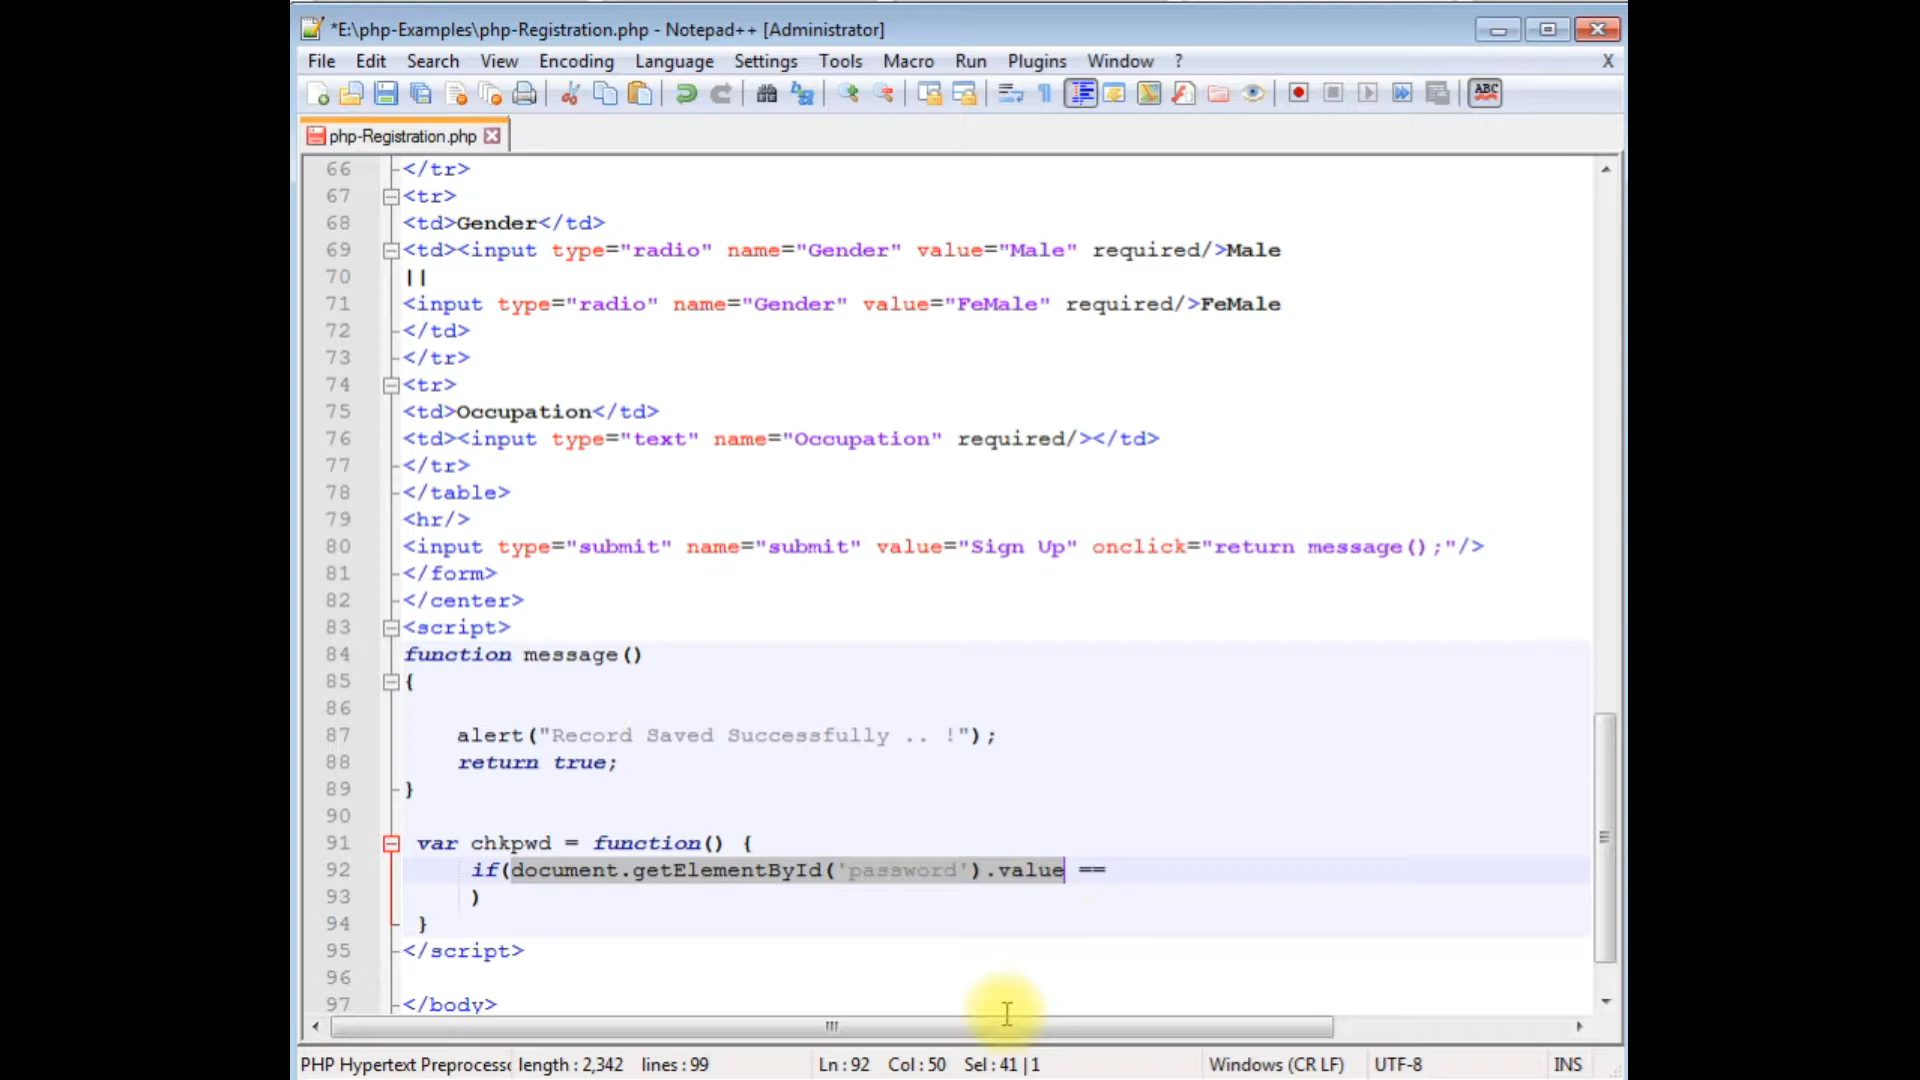 *E:\php-Examples\php-Registration.php - Notepad++ [Administrator]
File Edit Search View Encoding Language Settings Tools Macro Run Plugins Window ? X
ABC
php-Registration.php
66 </tr>
67 <tr>
68 <td>Gender</td>
69 <td><input type="radio" name="Gender" value="Male" required/>Male
70 ||
71 <input type="radio" name="Gender" value="FeMale" required/>FeMale
72 </td>
73 </tr>
74 <tr>
75 <td>Occupation</td>
76 <td><input type="text" name="Occupation" required/></td>
77 </tr>
78 </table>
79 <hr/>
80 <input type="submit" name="submit" value="Sign Up" onclick="return message();"/>
81 </form>
82 </center>
83 <script>
84 function message()
85 {
86
87 alert("Record Saved Successfully .. !");
88 return true;
89 }
90
91 var chkpwd = function() {
92 if(document.getElementById('password').value ==
93 )
94 }
95 </script>
96
97 </body>
PHP Hypertext Preprocesso length : 2,342 lines : 99 Ln : 92 Col : 50 Sel : 41 | 1 Windows (CR LF) UTF-8 INS